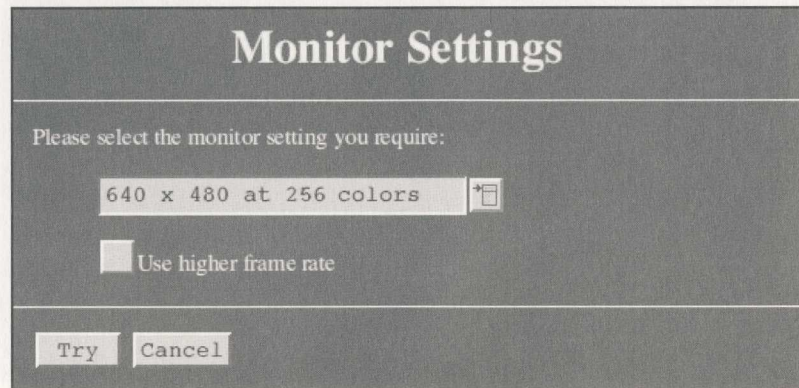 Monitor Settings
Please select the monitor setting you require:
640 x 480 at 256 colors
Use higher frame rate
Try Cancel